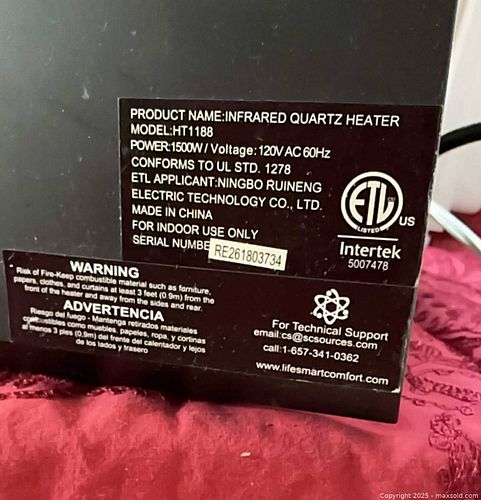 PRODUCT NAME:INFRARED QUARTZ HEATER
MODEL:HT1188
POWER:1500W / Voltage: 120V AC 60Hz
CONFORMS TO UL STD. 1278
ETL APPLICANT:NINGBO RUINENG
ELECTRIC TECHNOLOGY CO., LTD.
MADE IN CHINA
FOR INDOOR USE ONLY
SERIAL NUMBE
RE261803734
ETL
LISTED
US
Intertek
5007478
WARNING
Risk of Fire-Keep combustible material such as furniture,
papers, clothes, and curtains at least 3 feet (0.9m) from the
front of the heater and away from the sides and rear.
ADVERTENCIA
Riesgo del fuego - Mantenga retirados materiales
combustibles como muebles, papeles, ropa, y cortinas
al menos 3 pies (0.9m) del frente del calentador y lejos
de los lados y trasero
For Technical Support
email:cs@scsources.com
call:1-657-341-0362
www.lifesmartcomfort.com
Copyright 2025 - maxsold.com